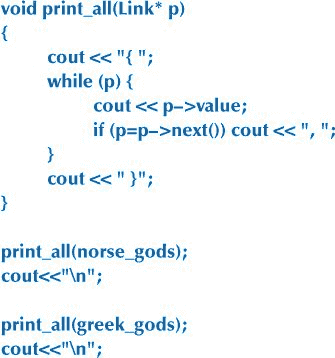 void print_all(Link* p)
{
cout << "{ ";
while (p) {
cout << p–>value;
if (p=p–>next()) cout << ", ";
}
cout << " }";
}
print_all(norse_gods);
cout<<"\n";
print_all(greek_gods);
cout<<"\n";